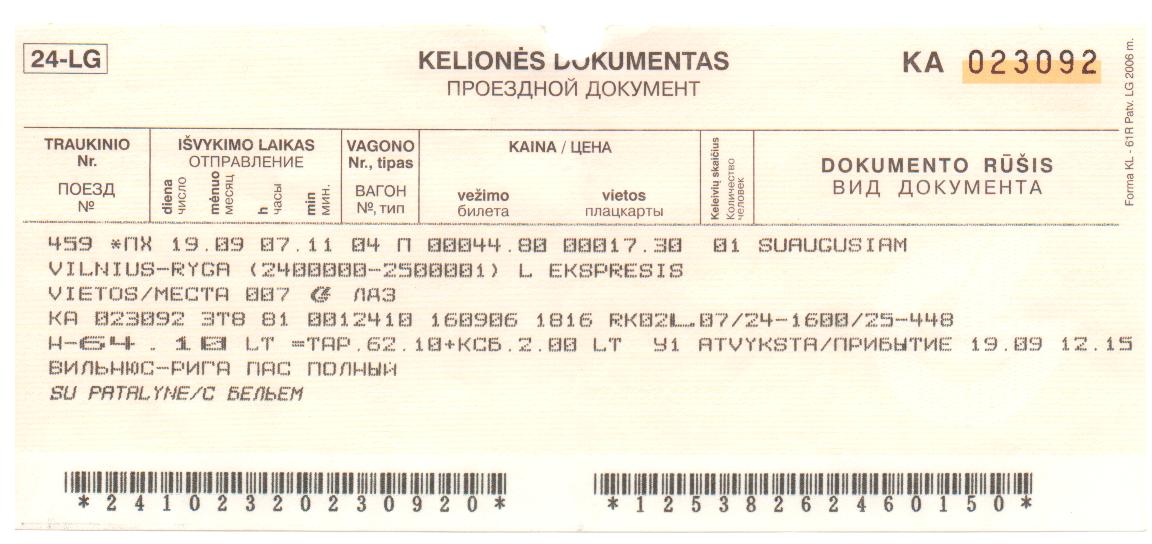 24-LG
KELIONĖS DOKUMENTAS
KA 023092
ПРОЕЗДНОЙ ДОКУМЕНТ
Forma KL - 61R Patv. LG 2006 m.
TRAUKINIO Nr.
ПОЕЗД №
IŠVYKIMO LAIKAS
ОТПРАВЛЕНИЕ
diena число
mėnuo месяц
h часы
min мин.
VAGONO Nr., tipas
ВАГОН №, тип
KAINA / ЦЕНА
vežimo билета
vietos плацкарты
Keleivių skaičius
Количество человек
DOKUMENTO RŪŠIS
ВИД ДОКУМЕНТА
459 *ПХ 19.09 07.11 04 П 00044.80 00017.30 01 SUAUGUSIAM
VILNIUS-RYGA (2400000-2500001) L EKSPRESIS
VIETOS/МЕСТА 007 ЛАЗ
KA 023092 3T8 81 0012410 160906 1816 RK02L.07/24-1600/25-448
H-64.10 LT =ТАР.62.10+КСБ.2.00 LT У1 ATVYKSTA/ПРИБЫТИЕ 19.09 12.15
ВИЛЬНЮС-РИГА ПАС ПОЛНЫЙ
SU PATALYNE/С БЕЛЬЕМ
*24102320230920*
*12538262460150*